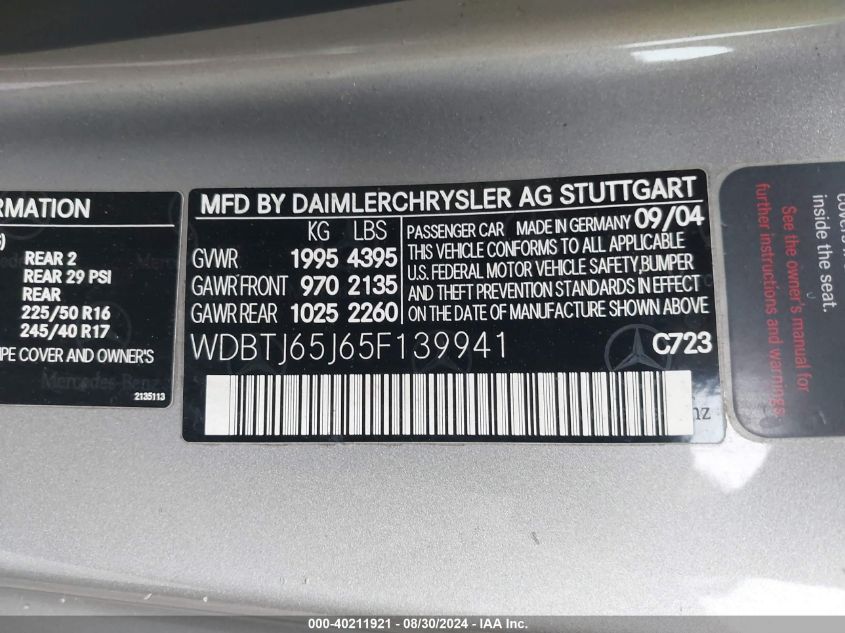 RMATION
REAR 2
REAR 29 PSI
REAR
225/50 R16
245/40 R17
PE COVER AND OWNER'S
Mercedes-Benz
2135113
MFD BY DAIMLERCHRYSLER AG STUTTGART
KG LBS
GVWR 1995 4395
GAWR FRONT 970 2135
GAWR REAR 1025 2260
PASSENGER CAR MADE IN GERMANY 09/04
THIS VEHICLE CONFORMS TO ALL APPLICABLE
U.S. FEDERAL MOTOR VEHICLE SAFETY,BUMPER
AND THEFT PREVENTION STANDARDS IN EFFECT
ON THE DATE OF MANUFACTURE SHOWN ABOVE
WDBTJ65J65F139941 C723
nz
inside the seat.
See the owner's manual for
further instructions and warnings.
000-40211921 - 08/30/2024 - IAA Inc.